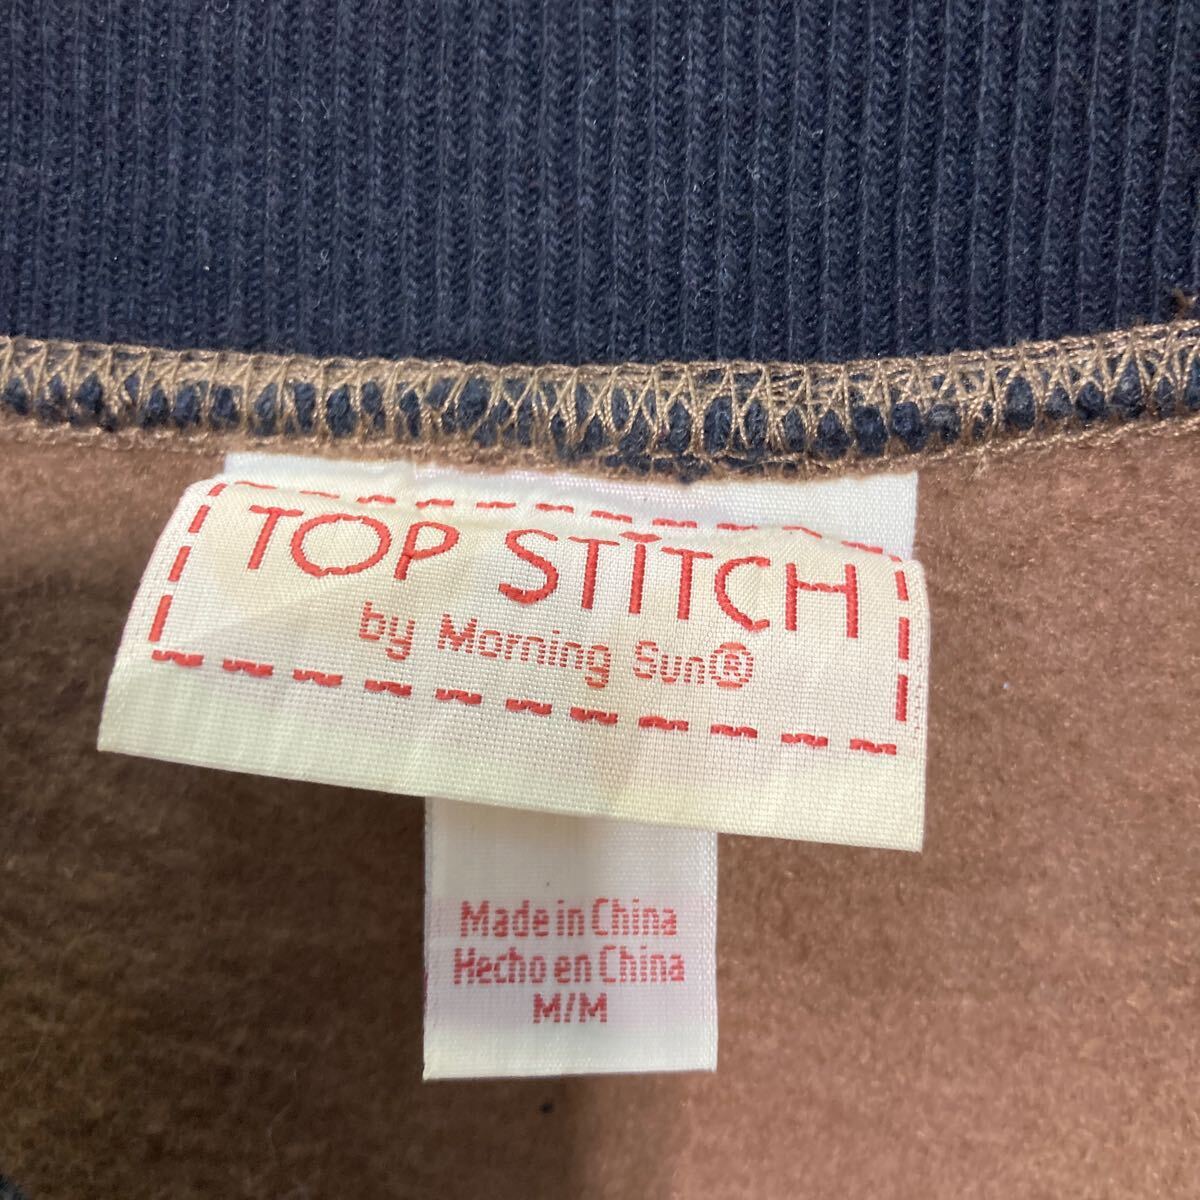 TOP STITCH
by Morning Sun®
Made in China
Hecho en China
M/M